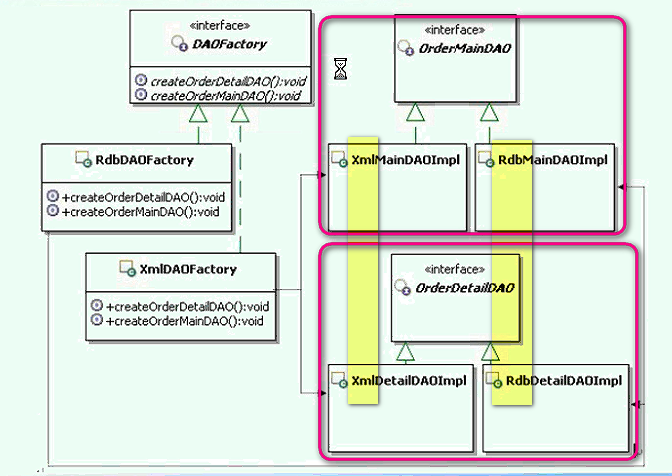 «interface»
DAOFactory
createOrderDetailDAO():void
createOrderMainDAO():void
«interface»
OrderMainDAO
RdbDAOFactory
+createOrderDetailDAO():void
+createOrderMainDAO():void
XmlMainDAOImpl
RdbMainDAOImpl
XmlDAOFactory
+createOrderDetailDAO():void
+createOrderMainDAO():void
«interface»
OrderDetailDAO
XmlDetailDAOImpl
RdbDetailDAOImpl